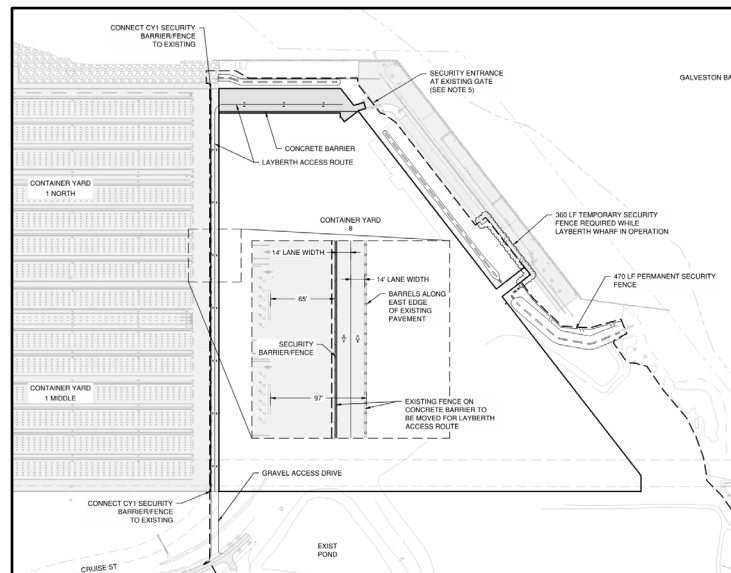 CONNECT CY1 SECURITY
BARRIER/FENCE
TO EXISTING
SECURITY ENTRANCE
AT EXISTING GATE
(SEE NOTE 5)
GALVESTON BA
CONCRETE BARRIER
LAYBERTH ACCESS ROUTE
CONTAINER YARD
1 NORTH
CONTAINER YARD
8
360 LF TEMPORARY SECURITY
FENCE REQUIRED WHILE
LAYBERTH WHARF IN OPERATION
14' LANE WIDTH
14' LANE WIDTH
470 LF PERMANENT SECURITY
FENCE
65'
BARRELS ALONG
EAST EDGE
OF EXISTING
PAVEMENT
SECURITY
BARRIER/FENCE
CONTAINER YARD
1 MIDDLE
97'
EXISTING FENCE ON
CONCRETE BARRIER TO
BE MOVED FOR LAYBERTH
ACCESS ROUTE
GRAVEL ACCESS DRIVE
CONNECT CY1 SECURITY
BARRIER/FENCE
TO EXISTING
EXIST
POND
CRUISE ST